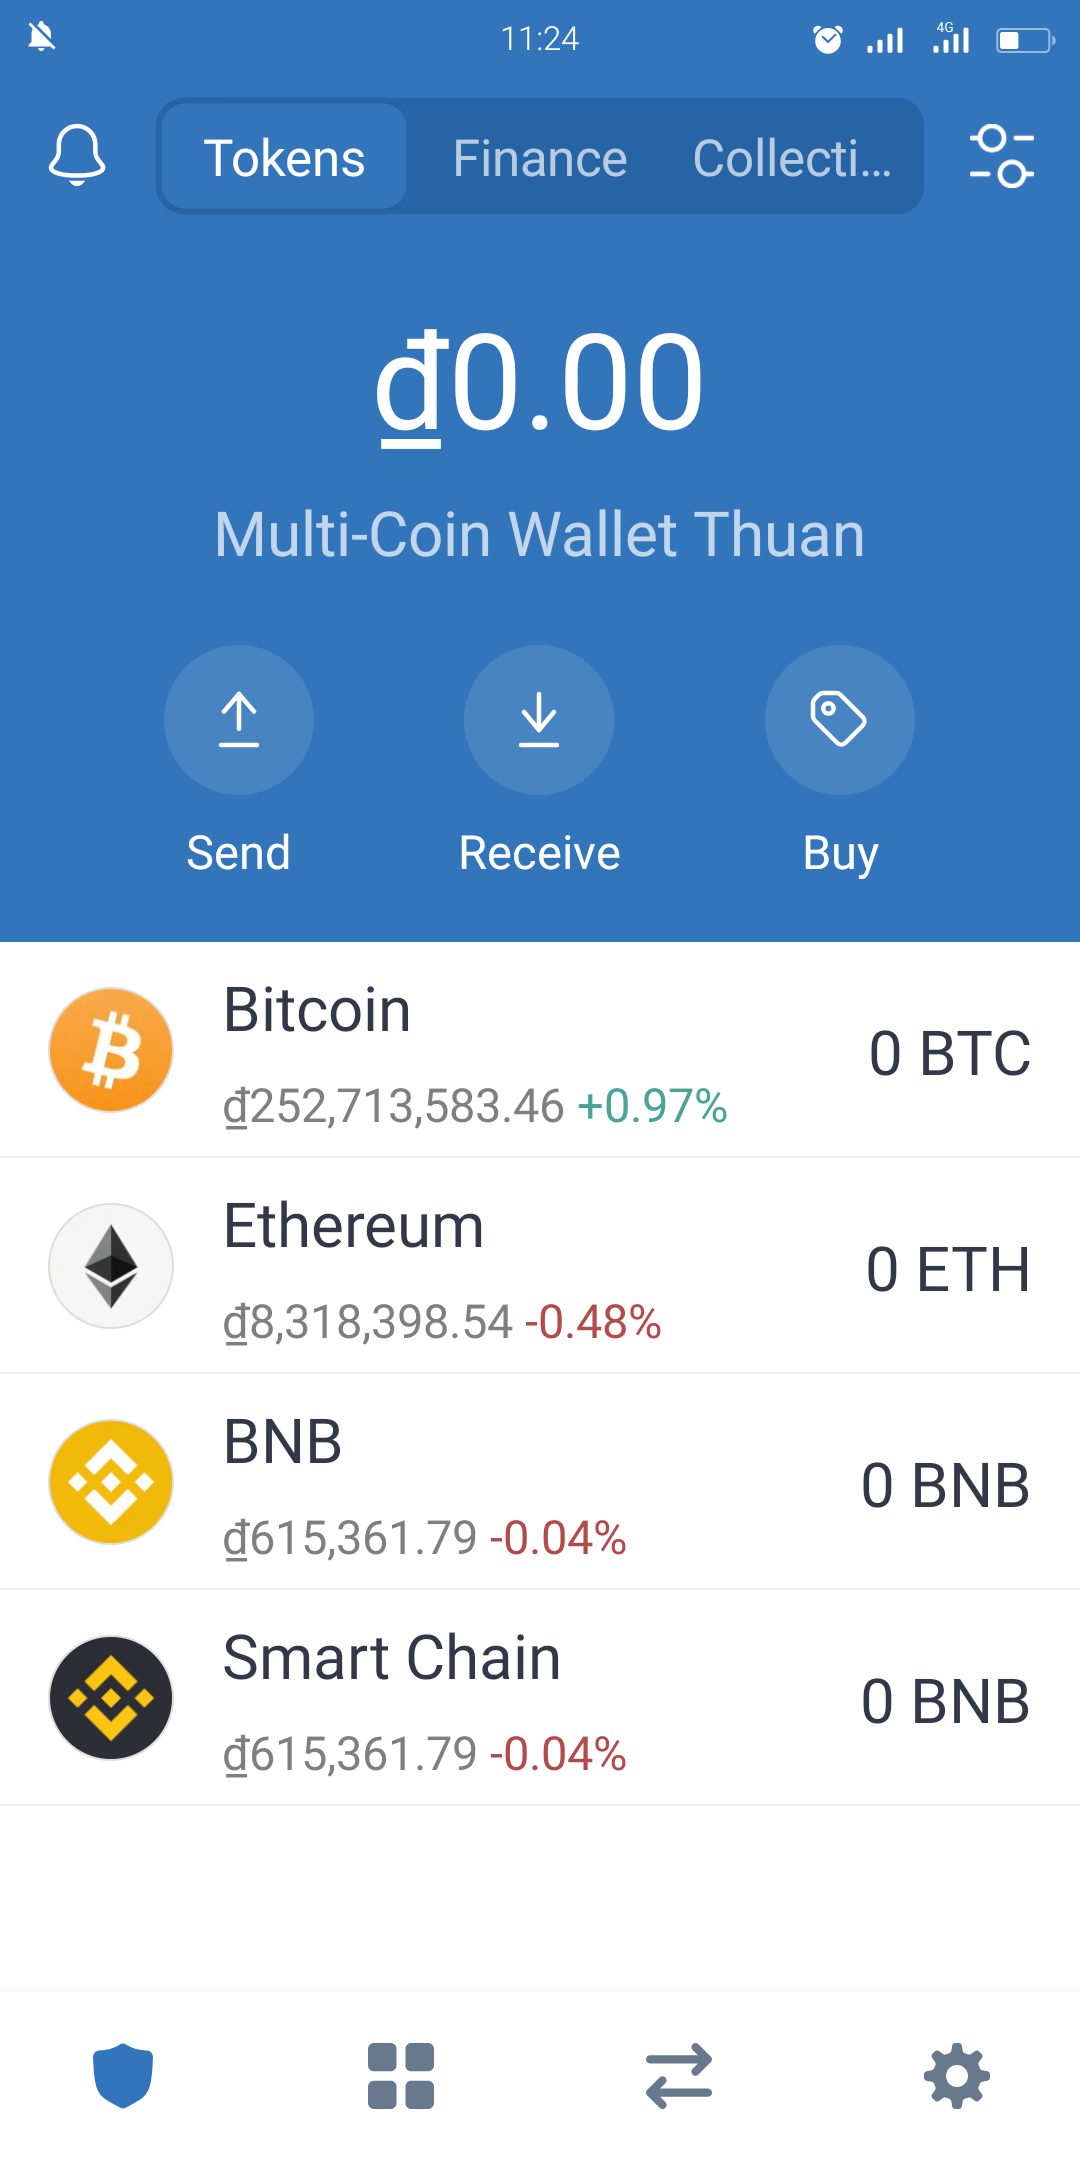 11:24
4G
Tokens Finance Collecti...
₫0.00
Multi-Coin Wallet Thuan
Send Receive Buy
Bitcoin
0 BTC
₫252,713,583.46 +0.97%
Ethereum
0 ETH
₫8,318,398.54 -0.48%
BNB
0 BNB
₫615,361.79 -0.04%
Smart Chain
0 BNB
₫615,361.79 -0.04%